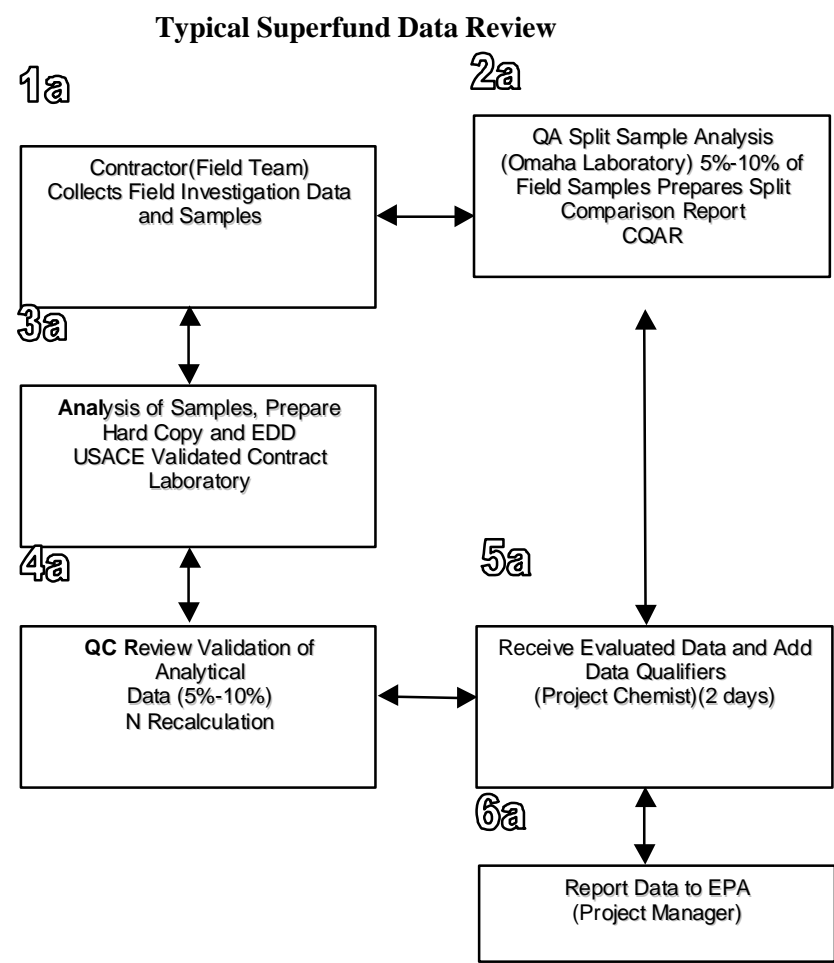 Typical Superfund Data Review
1a
Contractor(Field Team)
Collects Field Investigation Data
and Samples
2a
QA Split Sample Analysis
(Omaha Laboratory) 5%-10% of
Field Samples Prepares Split
Comparison Report
CQAR
3a
Analysis of Samples, Prepare
Hard Copy and EDD
USACE Validated Contract
Laboratory
4a
QC Review Validation of
Analytical
Data (5%-10%)
N Recalculation
5a
Receive Evaluated Data and Add
Data Qualifiers
(Project Chemist)(2 days)
6a
Report Data to EPA
(Project Manager)